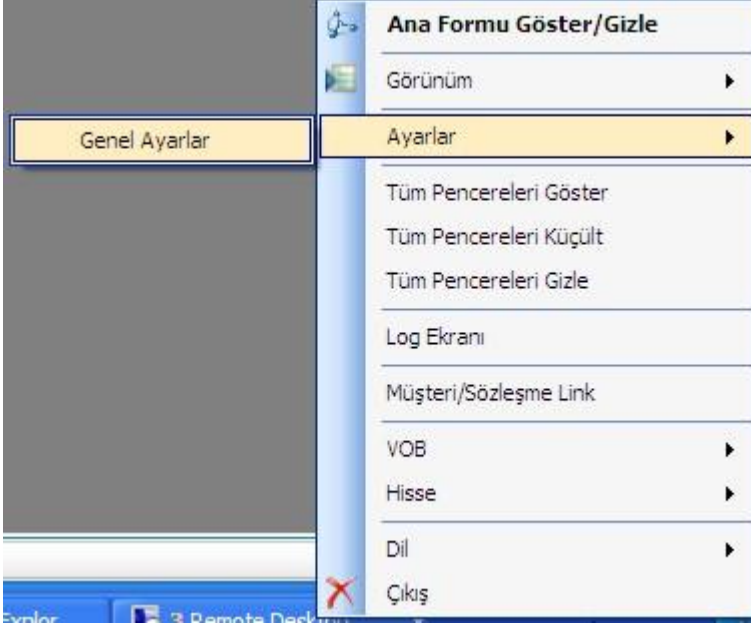 Ana Formu Göster/Gizle
Görünüm
Genel Ayarlar
Ayarlar
Tüm Pencereleri Göster
Tüm Pencereleri Küçült
Tüm Pencereleri Gizle
Log Ekranı
Müşteri/Sözleşme Link
VOB
Hisse
Dil
Çıkış
3 Remote